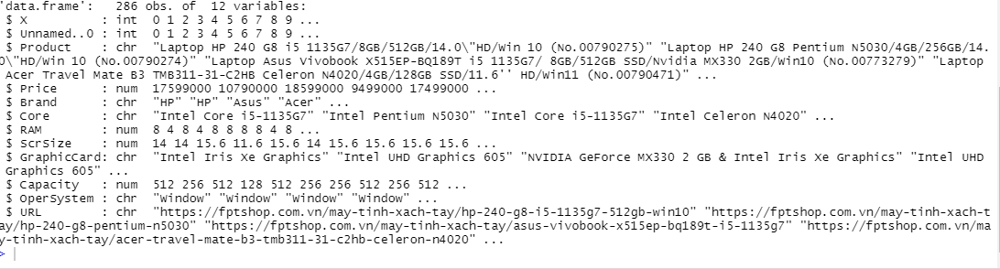 'data.frame':   286 obs. of  12 variables:
 $ X          : int  0 1 2 3 4 5 6 7 8 9 ...
 $ Unnamed..0 : int  0 1 2 3 4 5 6 7 8 9 ...
 $ Product    : chr  "Laptop HP 240 G8 i5 1135G7/8GB/512GB/14.0\"HD/Win 10 (No.00790275)" "Laptop HP 240 G8 Pentium N5030/4GB/256GB/14.
0\"HD/Win 10 (No.00790274)" "Laptop Asus Vivobook X515EP-BQ189T i5 1135G7/ 8GB/512GB SSD/Nvidia MX330 2GB/Win10 (No.00773279)" "Laptop
 Acer Travel Mate B3 TMB311-31-C2HB Celeron N4020/4GB/128GB SSD/11.6'' HD/Win11 (No.00790471)" ...
 $ Price      : num  17599000 10790000 18599000 9499000 17499000 ...
 $ Brand      : chr  "HP" "HP" "Asus" "Acer" ...
 $ Core       : chr  "Intel Core i5-1135G7" "Intel Pentium N5030" "Intel Core i5-1135G7" "Intel Celeron N4020" ...
 $ RAM        : num  8 4 8 4 8 8 8 8 4 8 ...
 $ ScrSize    : num  14 14 15.6 11.6 15.6 14 15.6 15.6 15.6 15.6 ...
 $ GraphicCard: chr  "Intel Iris Xe Graphics" "Intel UHD Graphics 605" "NVIDIA GeForce MX330 2 GB & Intel Iris Xe Graphics" "Intel UHD
 Graphics 605" ...
 $ Capacity   : num  512 256 512 128 512 256 256 512 256 512 ...
 $ OperSystem : chr  "Window" "Window" "Window" "Window" ...
 $ URL        : chr  "https://fptshop.com.vn/may-tinh-xach-tay/hp-240-g8-i5-1135g7-512gb-win10" "https://fptshop.com.vn/may-tinh-xach-t
ay/hp-240-g8-pentium-n5030" "https://fptshop.com.vn/may-tinh-xach-tay/asus-vivobook-x515ep-bq189t-i5-1135g7" "https://fptshop.com.vn/ma
y-tinh-xach-tay/acer-travel-mate-b3-tmb311-31-c2hb-celeron-n4020" ...
>